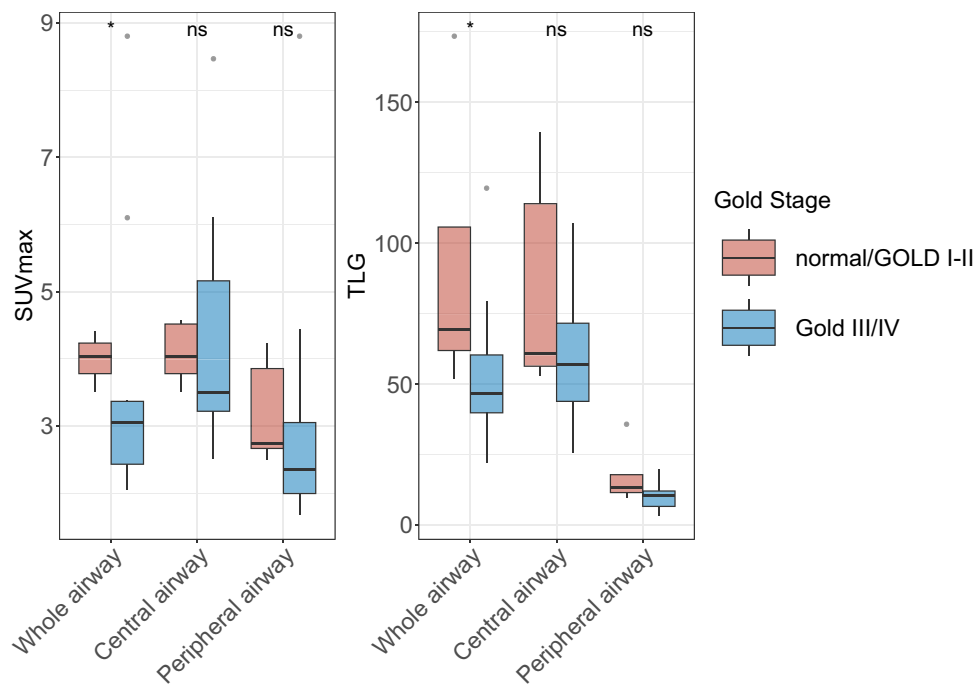 * ns ns
9
7
5
3
SUVmax
Whole airway
Central airway
Peripheral airway
* ns ns
150
100
50
0
TLG
Whole airway
Central airway
Peripheral airway
Gold Stage
normal/GOLD I-II
Gold III/IV